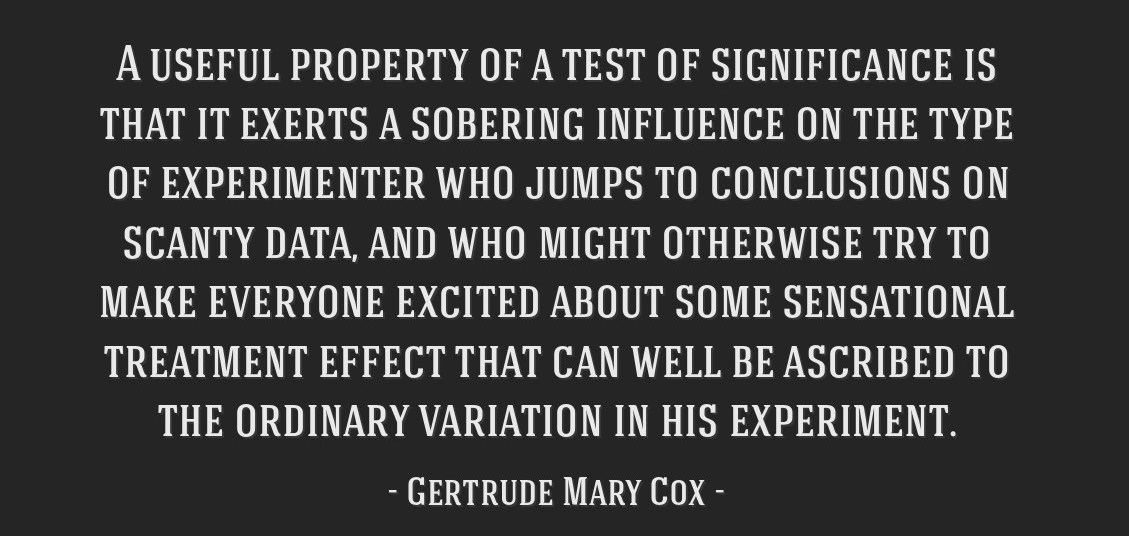 A USEFUL PROPERTY OF A TEST OF SIGNIFICANCE IS
THAT IT EXERTS A SOBERING INFLUENCE ON THE TYPE
OF EXPERIMENTER WHO JUMPS TO CONCLUSIONS ON
SCANTY DATA, AND WHO MIGHT OTHERWISE TRY TO
MAKE EVERYONE EXCITED ABOUT SOME SENSATIONAL
TREATMENT EFFECT THAT CAN WELL BE ASCRIBED TO
THE ORDINARY VARIATION IN HIS EXPERIMENT.
- GERTRUDE MARY COX -